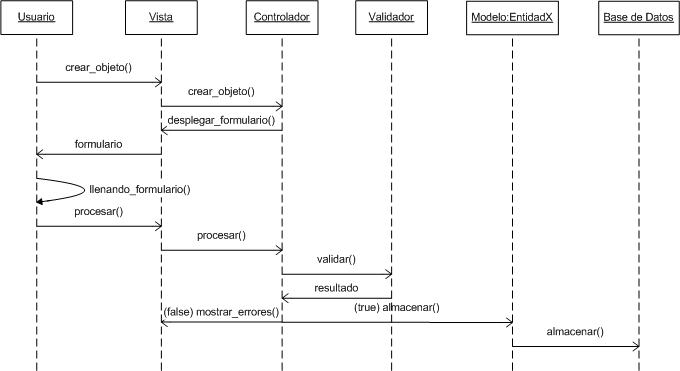 Usuario
Vista
Controlador
Validador
Modelo:EntidadX
Base de Datos
crear_objeto()
crear_objeto()
desplegar_formulario()
formulario
llenando_formulario()
procesar()
procesar()
validar()
resultado
(false) mostrar_errores()
(true) almacenar()
almacenar()